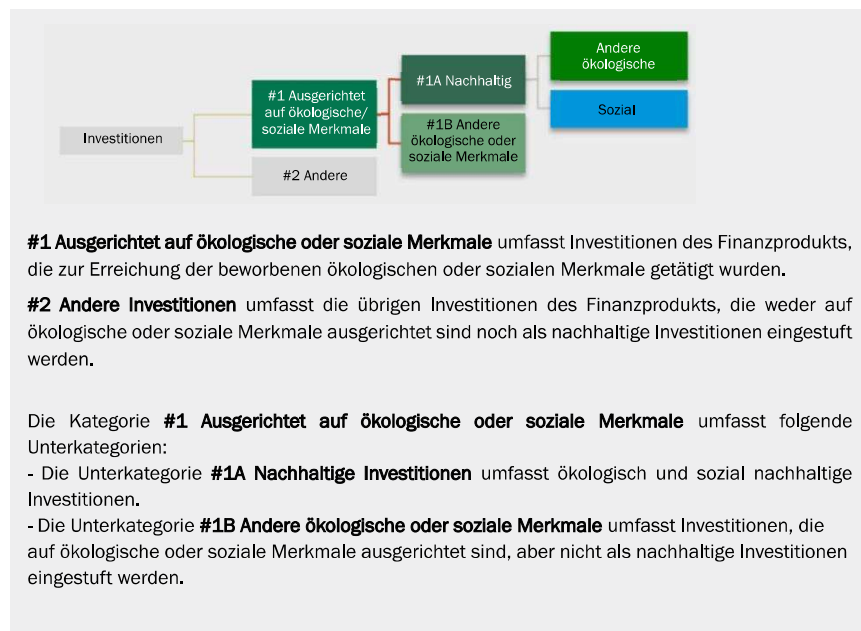 Investitionen
#1 Ausgerichtet
auf ökologische/
soziale Merkmale
#2 Andere
#1A Nachhaltig
#1B Andere
ökologische oder
soziale Merkmale
Andere
ökologische
Sozial
#1 Ausgerichtet auf ökologische oder soziale Merkmale umfasst Investitionen des Finanzprodukts,
die zur Erreichung der beworbenen ökologischen oder sozialen Merkmale getätigt wurden.
#2 Andere Investitionen umfasst die übrigen Investitionen des Finanzprodukts, die weder auf
ökologische oder soziale Merkmale ausgerichtet sind noch als nachhaltige Investitionen eingestuft
werden.
Die Kategorie #1 Ausgerichtet auf ökologische oder soziale Merkmale umfasst folgende
Unterkategorien:
- Die Unterkategorie #1A Nachhaltige Investitionen umfasst ökologisch und sozial nachhaltige
Investitionen.
- Die Unterkategorie #1B Andere ökologische oder soziale Merkmale umfasst Investitionen, die
auf ökologische oder soziale Merkmale ausgerichtet sind, aber nicht als nachhaltige Investitionen
eingestuft werden.